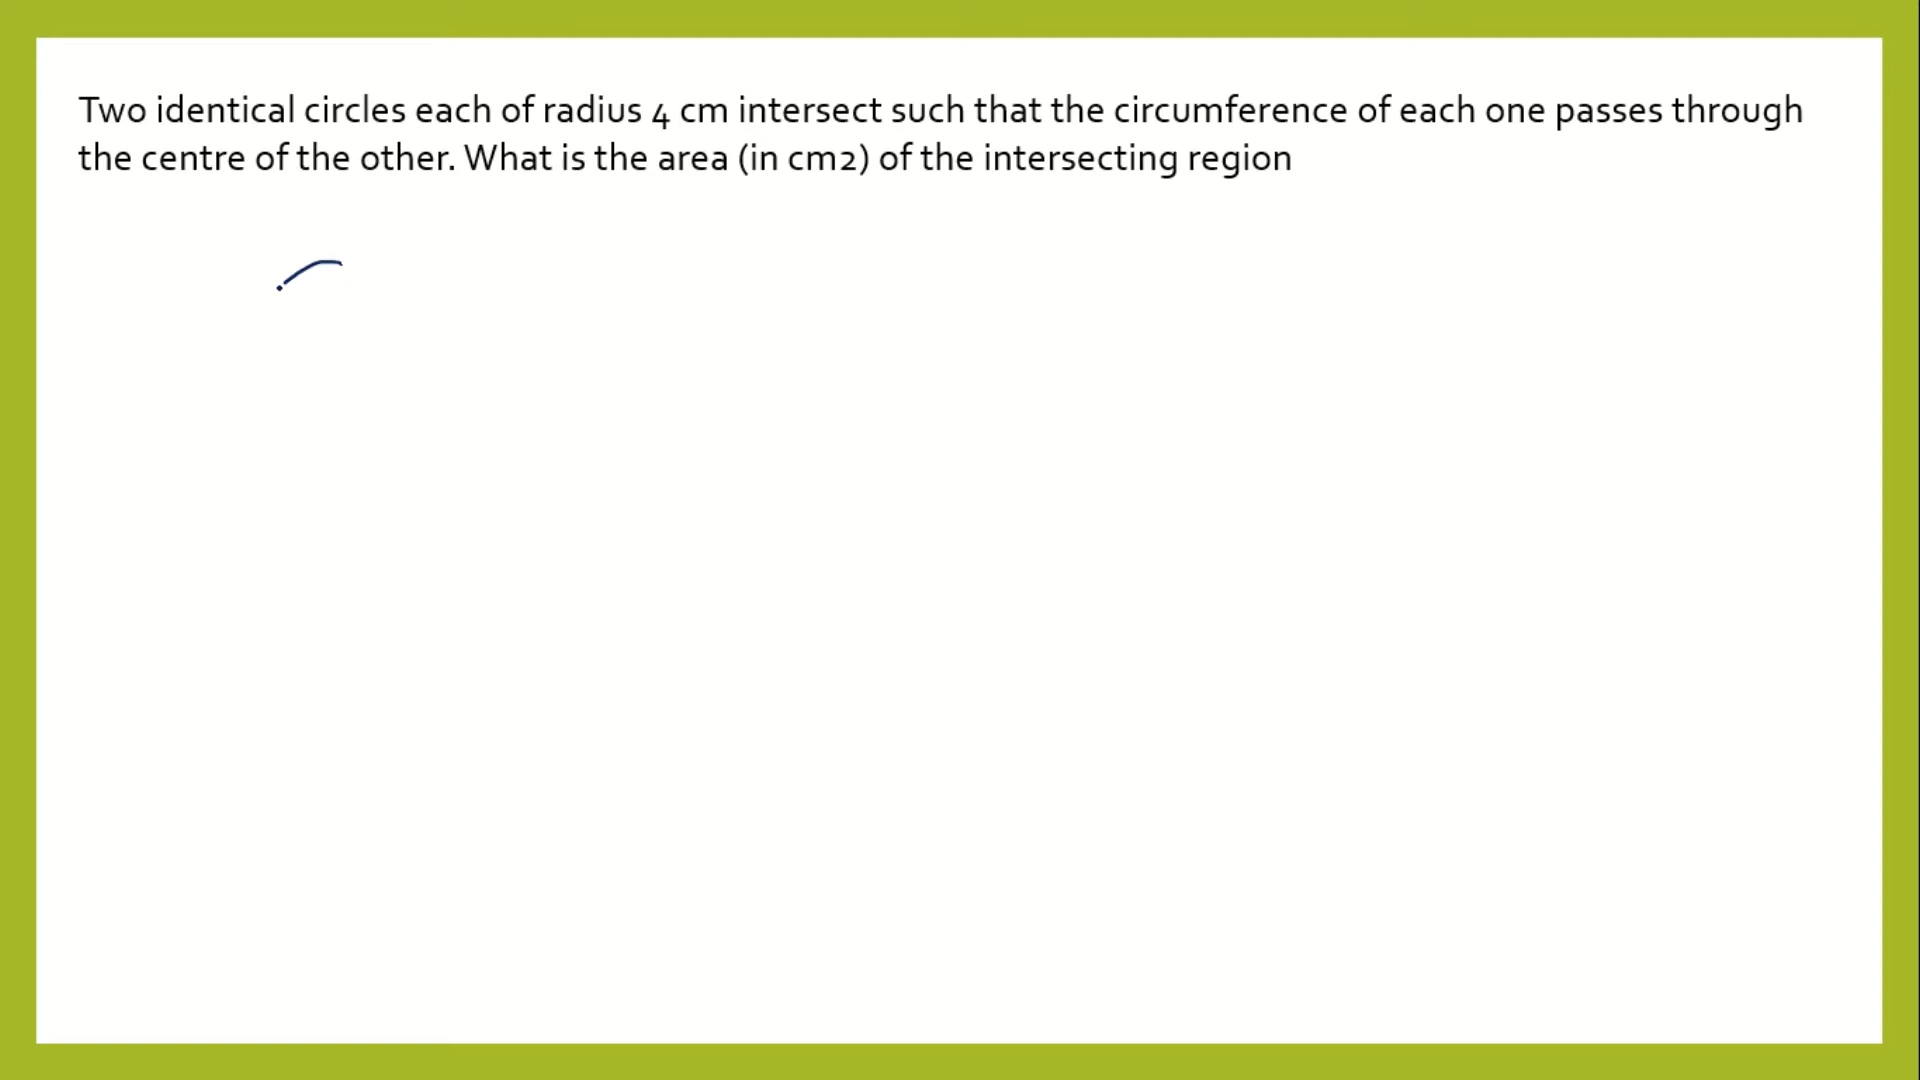 Two identical circles each of radius 4 cm intersect such that the circumference of each one passes through
the centre of the other. What is the area (in cm2) of the intersecting region